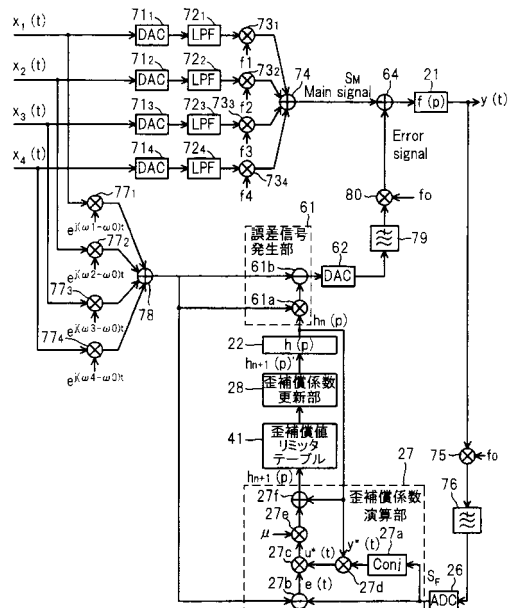 x1 (t)
711
DAC
721
LPF
731
f1
x2 (t)
712
DAC
722
LPF
732
f2
74
SM
Main signal
64
21
f (p)
y (t)
x3 (t)
713
DAC
723
LPF
733
f3
Error
signal
x4 (t)
714
DAC
724
LPF
734
f4
80
fo
771
ej(ω1-ω0)t
61
誤差信号
発生部
79
772
ej(ω2-ω0)t
78
61b
62
DAC
773
ej(ω3-ω0)t
61a
hn (p)
774
ej(ω4-ω0)t
22
h (p)
hn+1 (p)'
28
歪補償係数
更新部
41
歪補償値
リミッタ
テーブル
75
fo
hn+1 (p)
27
歪補償係数
演算部
76
27f
27e
μ
y* (t)
27a
Conj
27c
u* (t)
27d
27b
e (t)
SF
26
ADC